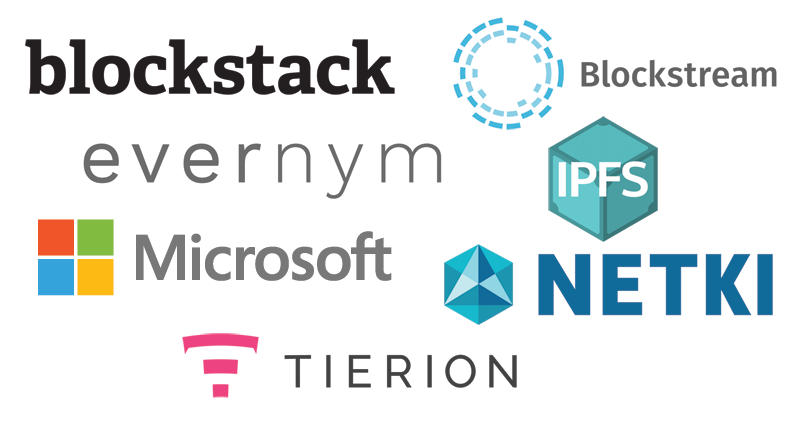 blockstack
Blockstream
evernym
IPFS
Microsoft
NETKI
TIERION